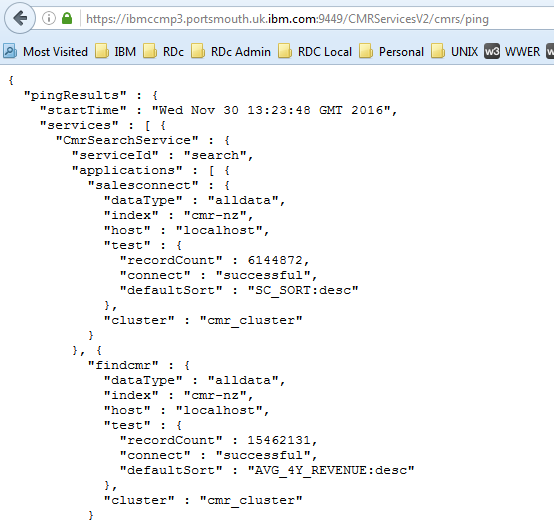 https://ibmccmp3.portsmouth.uk.ibm.com:9449/CMRServicesV2/cmrs/ping
Most Visited IBM RDc RDc Admin RDC Local Personal UNIX w3 WWER
{
"pingResults" : {
"startTime" : "Wed Nov 30 13:23:48 GMT 2016",
"services" : [ {
"CmrSearchService" : {
"serviceId" : "search",
"applications" : [ {
"salesconnect" : {
"dataType" : "alldata",
"index" : "cmr-nz",
"host" : "localhost",
"test" : {
"recordCount" : 6144872,
"connect" : "successful",
"defaultSort" : "SC_SORT:desc"
},
"cluster" : "cmr_cluster"
}
}, {
"findcmr" : {
"dataType" : "alldata",
"index" : "cmr-nz",
"host" : "localhost",
"test" : {
"recordCount" : 15462131,
"connect" : "successful",
"defaultSort" : "AVG_4Y_REVENUE:desc"
},
"cluster" : "cmr_cluster"
}